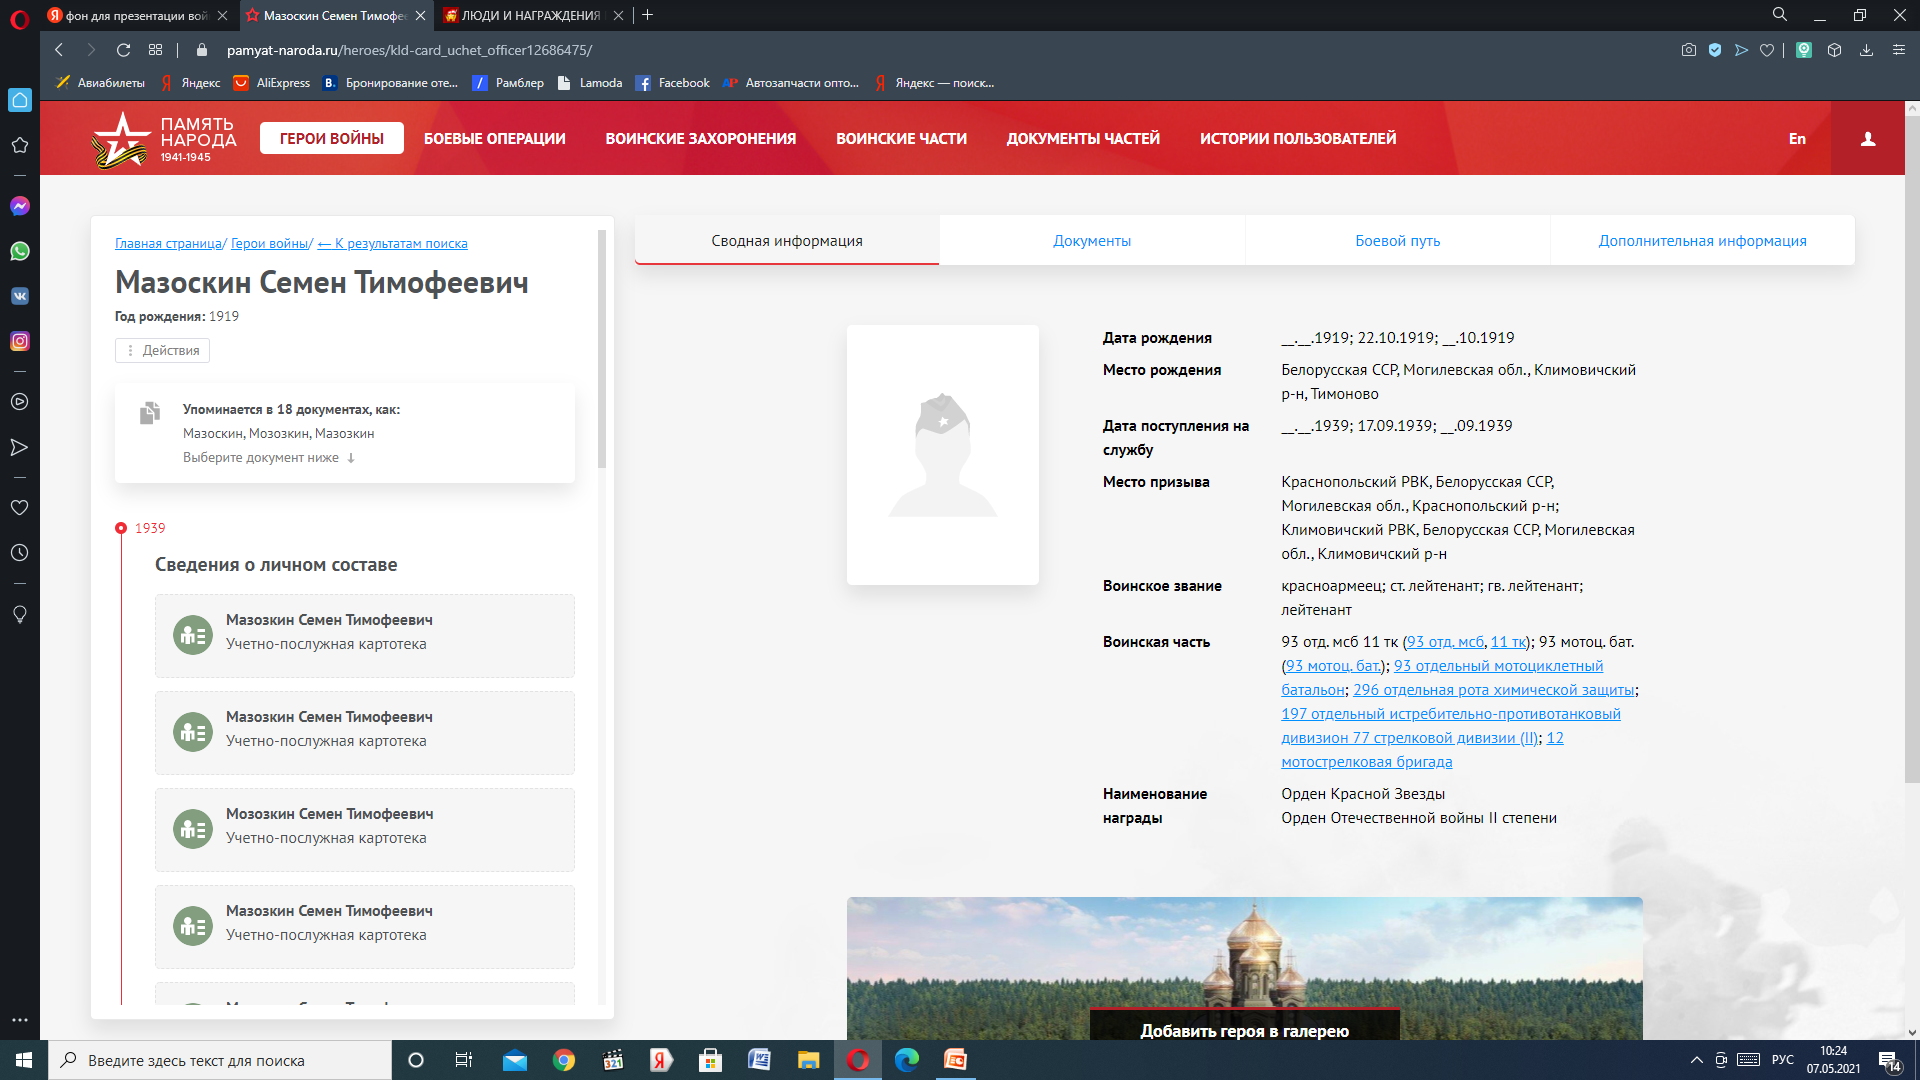 фон для презентации вой
Мазоскин Семен Тимофе
ЛЮДИ И НАГРАЖДЕНИЯ
pamyat-naroda.ru/heroes/kld-card_uchet_officer12686475/
Авиабилеты
Яндекс
AliExpress
Бронирование оте...
Рамблер
Lamoda
Facebook
Автозапчасти опто...
Яндекс — поиск...
ПАМЯТЬ
НАРОДА
1941-1945
ГЕРОИ ВОЙНЫ
БОЕВЫЕ ОПЕРАЦИИ
ВОИНСКИЕ ЗАХОРОНЕНИЯ
ВОИНСКИЕ ЧАСТИ
ДОКУМЕНТЫ ЧАСТЕЙ
ИСТОРИИ ПОЛЬЗОВАТЕЛЕЙ
En
Главная страница/ Герои войны/ ← К результатам поиска
Мазоскин Семен Тимофеевич
Год рождения: 1919
Действия
Упоминается в 18 документах, как:
Мазоскин, Мозозкин, Мазозкин
Выберите документ ниже ↓
1939
Сведения о личном составе
Мазозкин Семен Тимофеевич
Учетно-послужная картотека
Мазозкин Семен Тимофеевич
Учетно-послужная картотека
Мозозкин Семен Тимофеевич
Учетно-послужная картотека
Мазозкин Семен Тимофеевич
Учетно-послужная картотека
Сводная информация
Документы
Боевой путь
Дополнительная информация
Дата рождения
__.__.1919; 22.10.1919; __.10.1919
Место рождения
Белорусская ССР, Могилевская обл., Климовичский
р-н, Тимоново
Дата поступления на
службу
__.__.1939; 17.09.1939; __.09.1939
Место призыва
Краснопольский РВК, Белорусская ССР,
Могилевская обл., Краснопольский р-н;
Климовичский РВК, Белорусская ССР, Могилевская
обл., Климовичский р-н
Воинское звание
красноармеец; ст. лейтенант; гв. лейтенант;
лейтенант
Воинская часть
93 отд. мсб 11 тк (93 отд. мсб, 11 тк); 93 мотоц. бат.
(93 мотоц. бат.); 93 отдельный мотоциклетный
батальон; 296 отдельная рота химической защиты;
197 отдельный истребительно-противотанковый
дивизион 77 стрелковой дивизии (II); 12
мотострелковая бригада
Наименование
награды
Орден Красной Звезды
Орден Отечественной войны II степени
Добавить героя в галерею
Введите здесь текст для поиска
РУС
10:24
07.05.2021
14